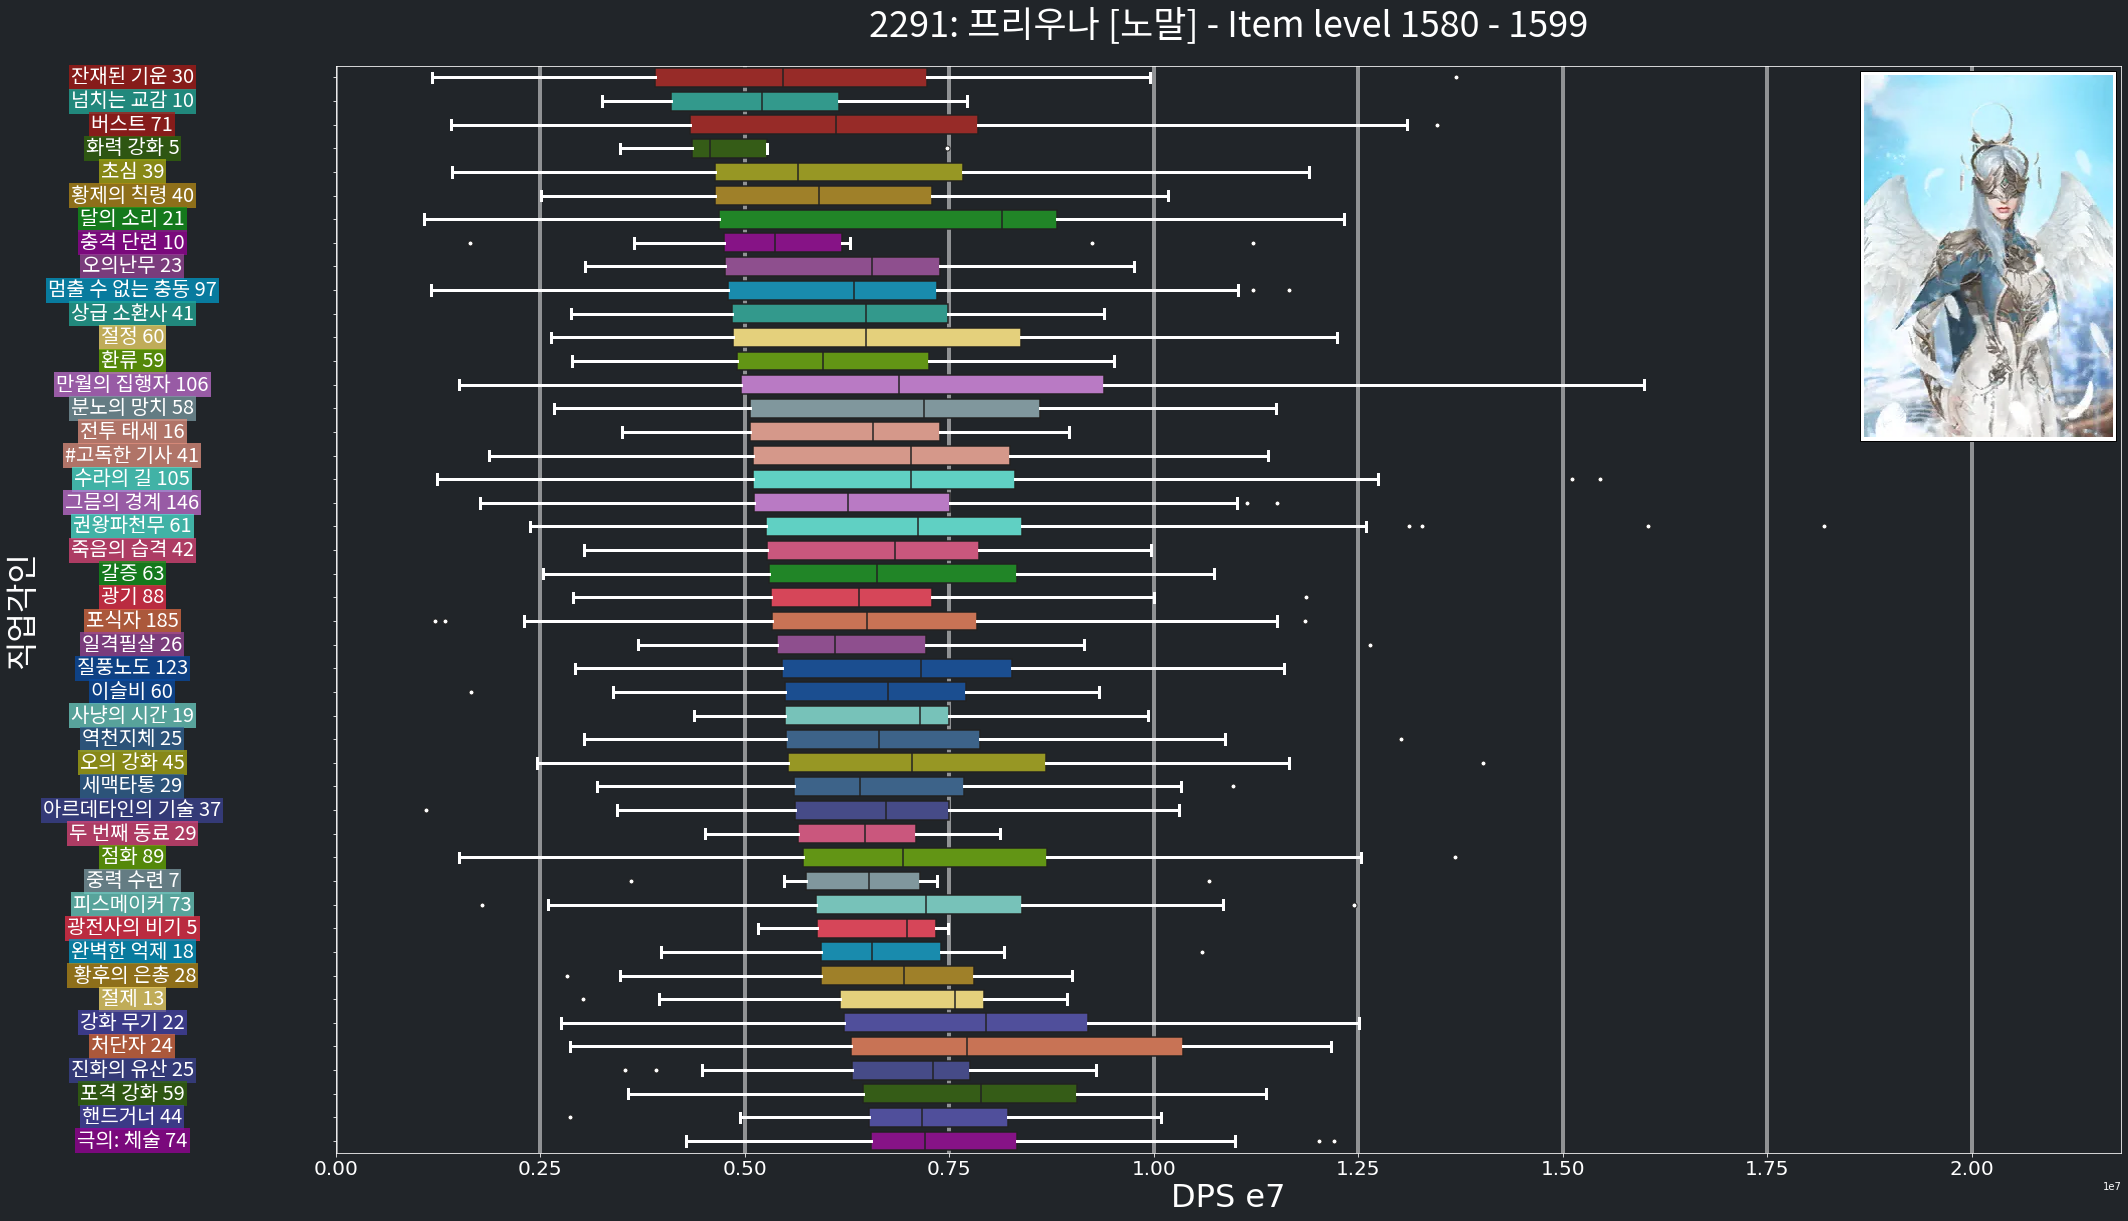 2291: 프리우나 [노말] - Item level 1580 - 1599
직업각인
잔재된 기운 30
넘치는 교감 10
버스트 71
화력 강화 5
초심 39
황제의 칙령 40
달의 소리 21
충격 단련 10
오의난무 23
멈출 수 없는 충동 97
상급 소환사 41
절정 60
환류 59
만월의 집행자 106
분노의 망치 58
전투 태세 16
#고독한 기사 41
수라의 길 105
그믐의 경계 146
권왕파천무 61
죽음의 습격 42
갈증 63
광기 88
포식자 185
일격필살 26
질풍노도 123
이슬비 60
사냥의 시간 19
역천지체 25
오의 강화 45
세맥타통 29
아르데타인의 기술 37
두 번째 동료 29
점화 89
중력 수련 7
피스메이커 73
광전사의 비기 5
완벽한 억제 18
황후의 은총 28
절제 13
강화 무기 22
처단자 24
진화의 유산 25
포격 강화 59
핸드거너 44
극의: 체술 74
0.00 0.25 0.50 0.75 1.00 1.25 1.50 1.75 2.00
1e7
DPS e7